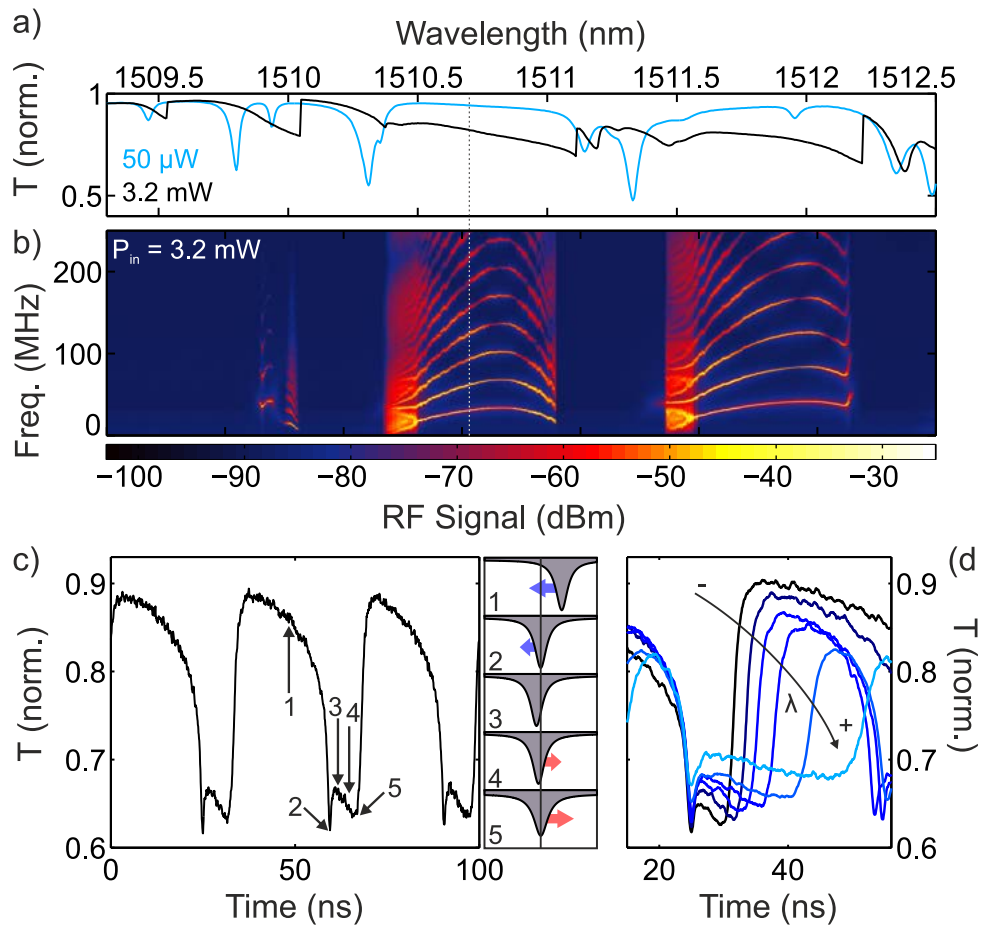 a)
Wavelength (nm)
1509.5 1510 1510.5 1511 1511.5 1512 1512.5
T (norm.)
1
0.5
50 µW
3.2 mW
b)
P_in = 3.2 mW
Freq. (MHz)
200
100
0
−100 −90 −80 −70 −60 −50 −40 −30
RF Signal (dBm)
c)
T (norm.)
0.9
0.8
0.7
0.6
1
2
3
4
5
0 50 100
Time (ns)
1
2
3
4
5
(d
-
λ
+
0.9
0.8
0.7
0.6
T (norm.)
20 40
Time (ns)